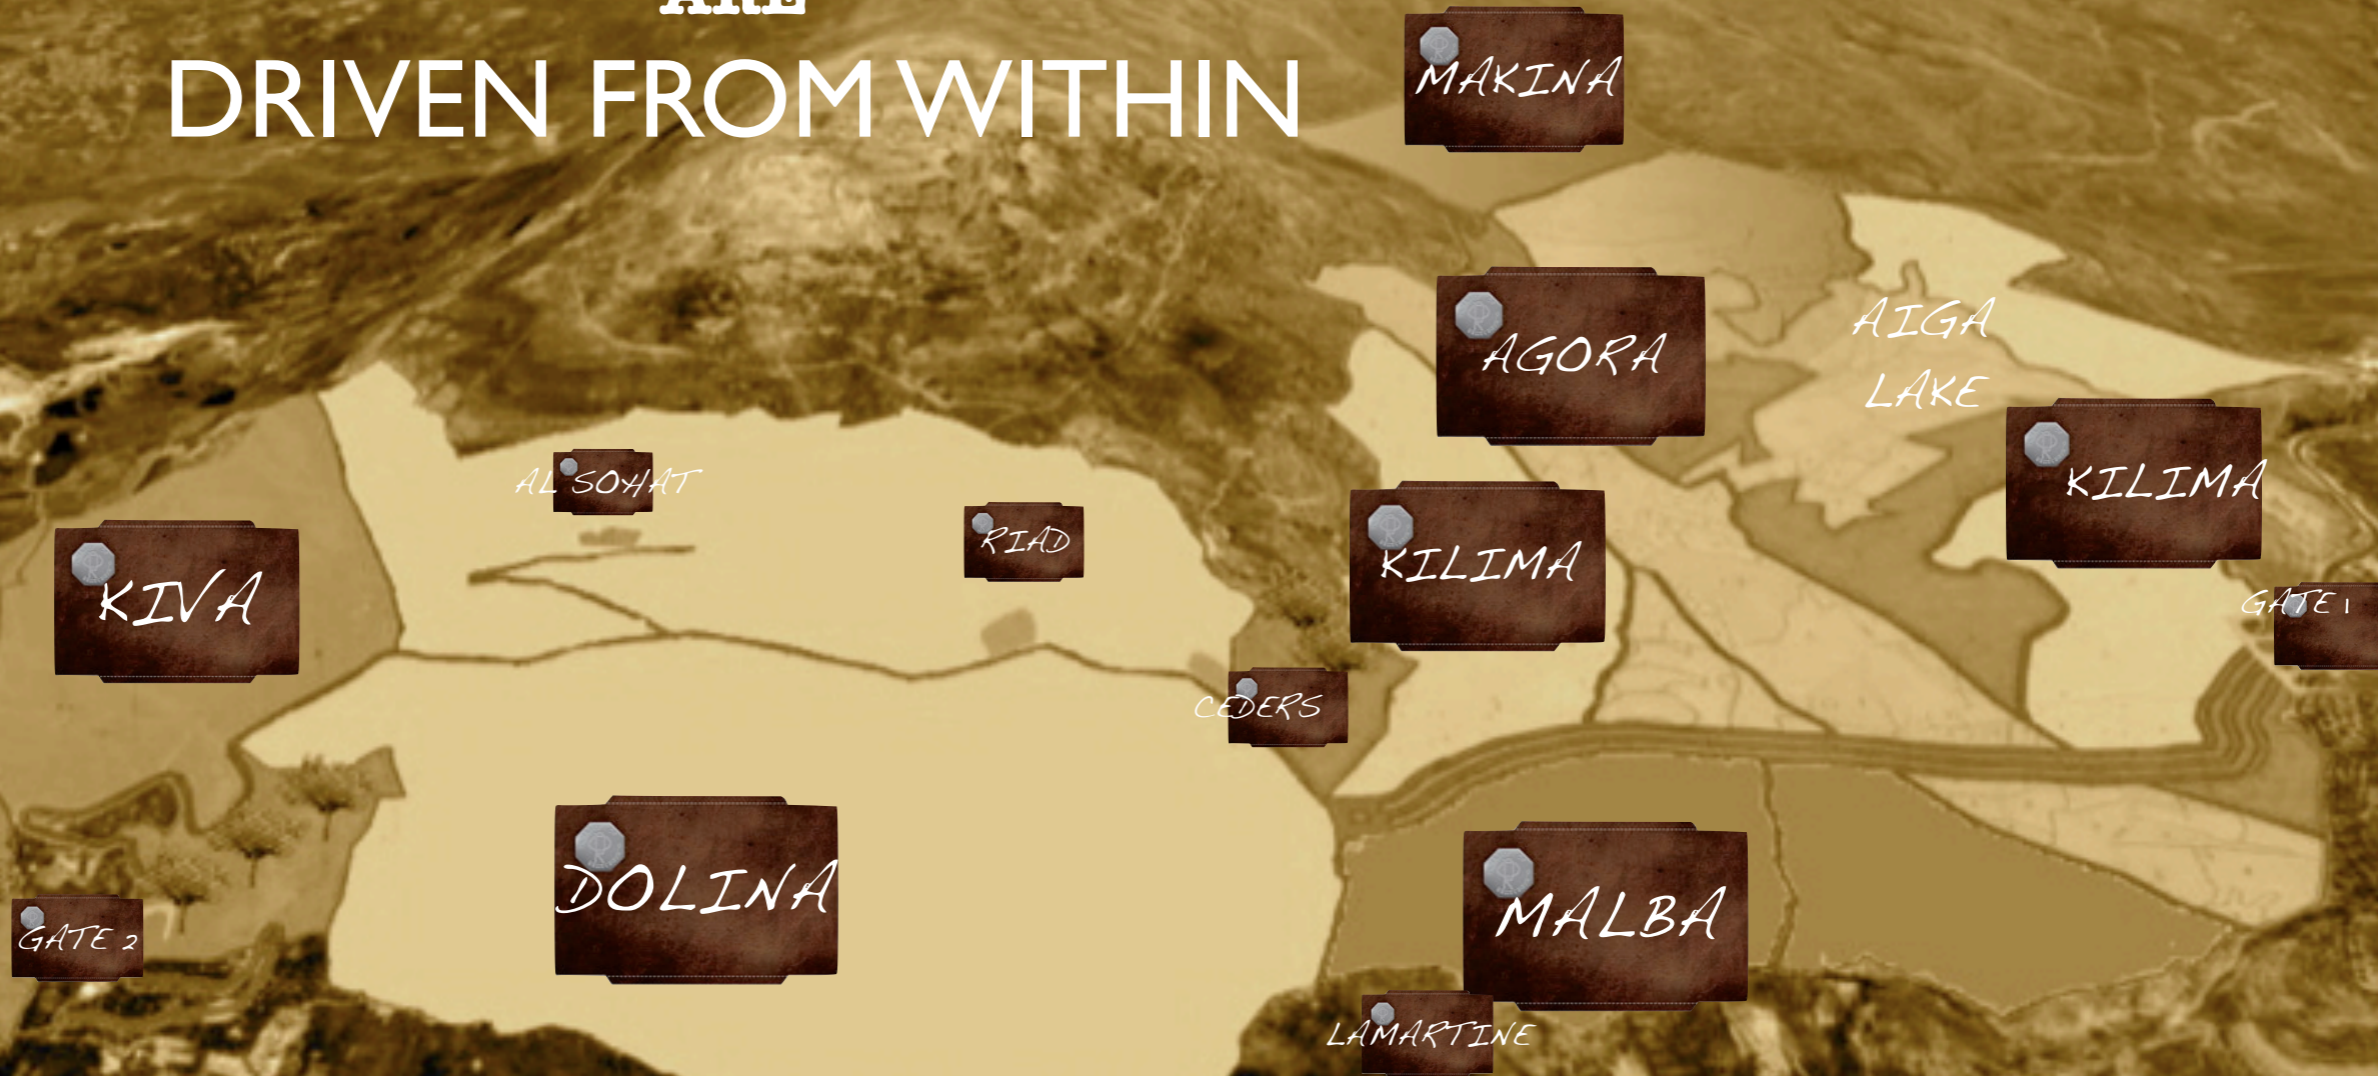 ARE
DRIVEN FROM WITHIN
MAKINA
AGORA
AIGA
LAKE
AL SOHAT
RIAD
KILIMA
KILIMA
KIVA
GATE 1
CEDERS
DOLINA
MALBA
GATE 2
LAMARTINE